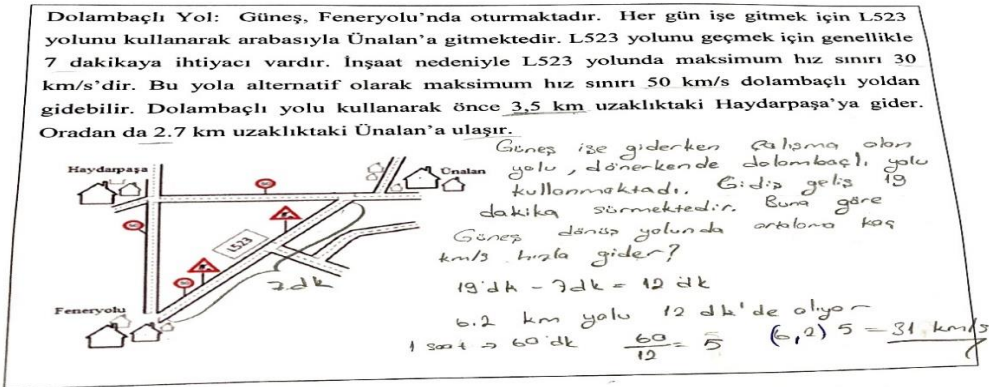 Dolambaçlı Yol: Güneş, Feneryolu'nda oturmaktadır. Her gün işe gitmek için L523
yolunu kullanarak arabasıyla Ünalan'a gitmektedir. L523 yolunu geçmek için genellikle
7 dakikaya ihtiyacı vardır. İnşaat nedeniyle L523 yolunda maksimum hız sınırı 30
km/s'dir. Bu yola alternatif olarak maksimum hız sınırı 50 km/s dolambaçlı yoldan
gidebilir. Dolambaçlı yolu kullanarak önce 3,5 km uzaklıktaki Haydarpaşa'ya gider.
Oradan da 2.7 km uzaklıktaki Ünalan'a ulaşır.
Haydarpaşa
Ünalan
L523
7.dk
Feneryolu
Güneş işe giderken çalışma olan
yolu, dönerkende dolambaçlı yolu
kullanmaktadı. Gidiş geliş 19
dakika sürmektedir. Buna göre
Güneş dönüş yolunda ortalama kaç
km/s hızla gider?
19 dk - 7dk = 12 dk
6.2 km yolu 12 dk'de alıyor
1 saat → 60 dk 60/12 = 5 (6,2) 5 = 31 km/s